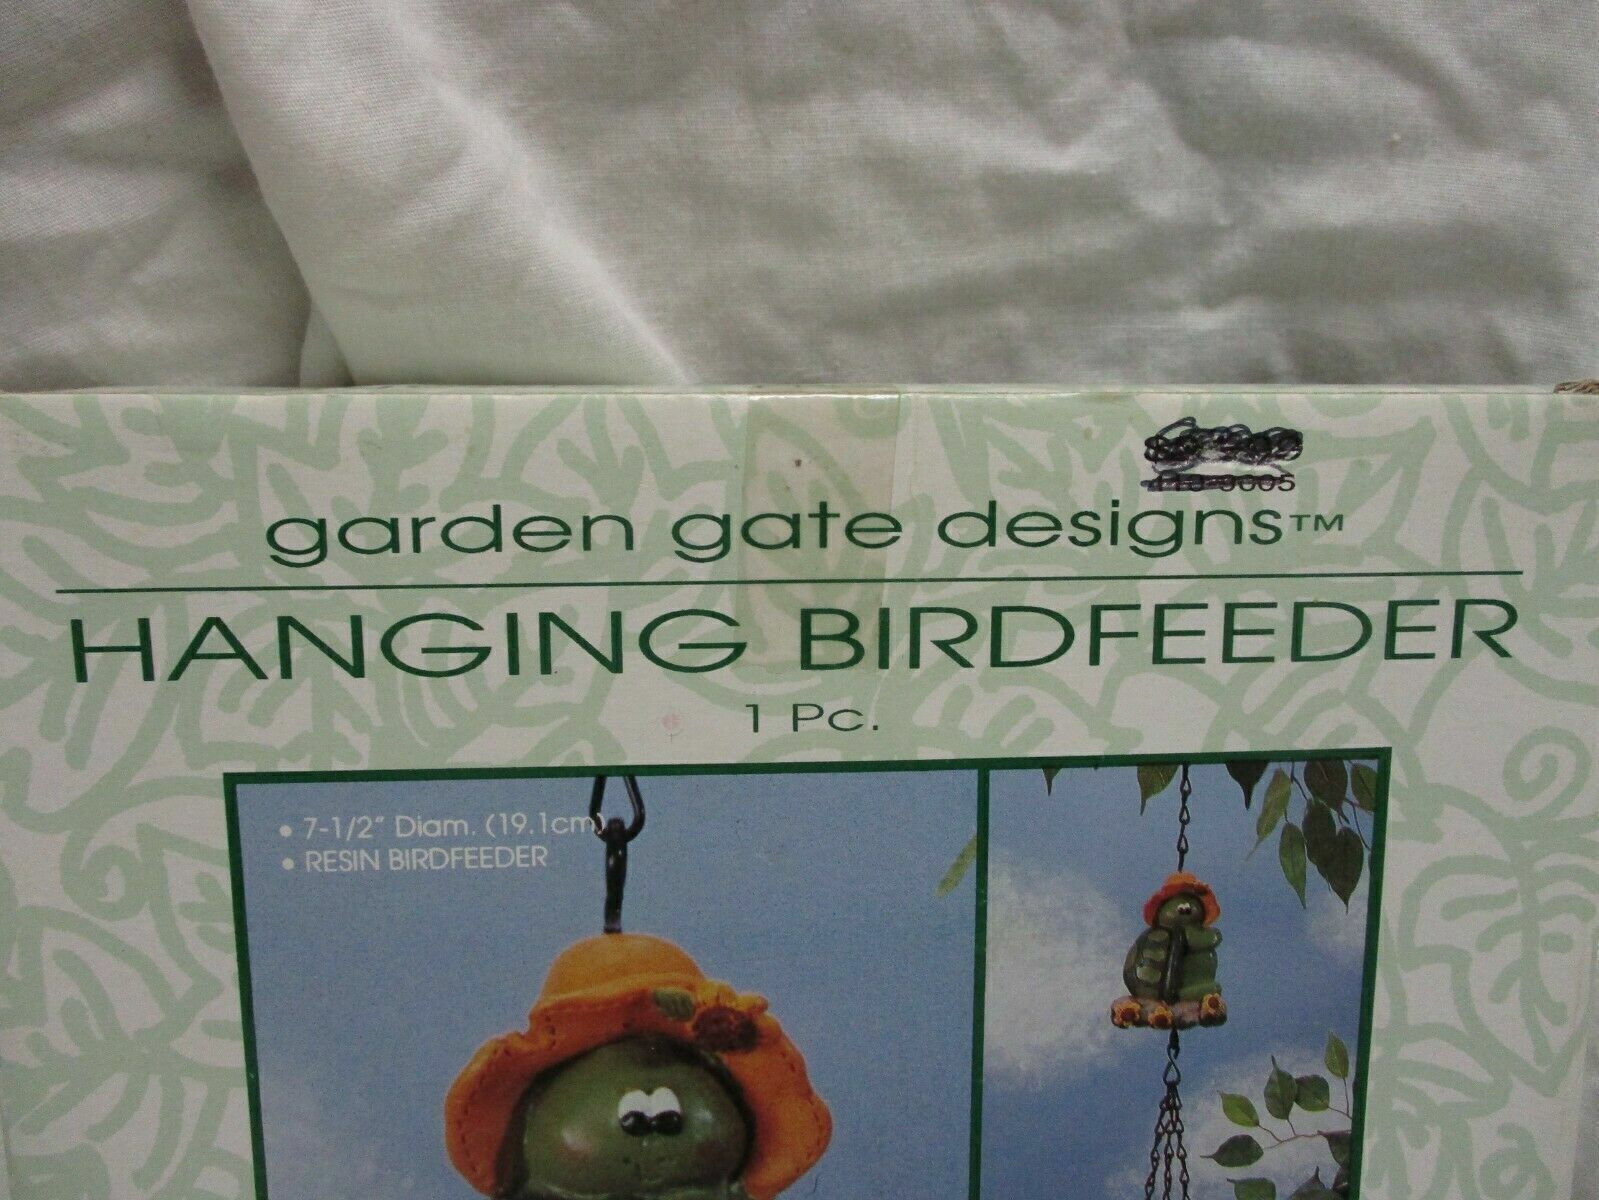 garden gate designs™
HANGING BIRDFEEDER
1 Pc.
• 7-1/2" Diam. (19.1cm)
• RESIN BIRDFEEDER